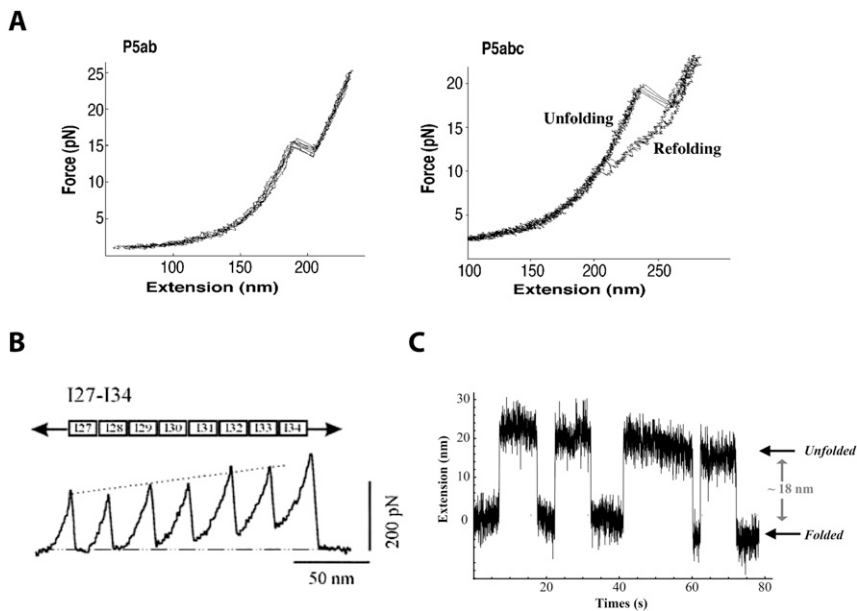 A
P5ab
25
20
15
10
5
Force (pN)
100 150 200
Extension (nm)
P5abc
20
15
10
5
Force (pN)
Unfolding
Refolding
100 150 200 250
Extension (nm)
B
I27-I34
I27 I28 I29 I30 I31 I32 I33 I34
200 pN
50 nm
C
30
20
10
0
Extension (nm)
Unfolded
~ 18 nm
Folded
20 40 60 80
Times (s)